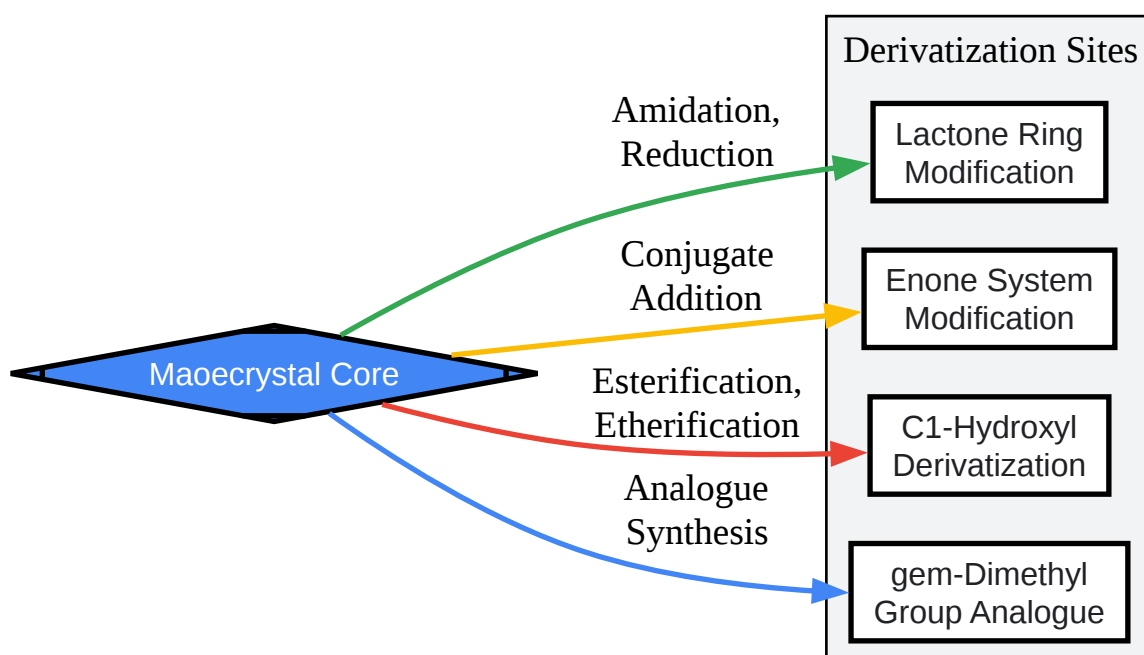 Derivatization Sites
Amidation,
Reduction
Lactone Ring
Modification
Conjugate
Addition
Enone System
Modification
Maoecrystal Core
Esterification,
Etherification
C1-Hydroxyl
Derivatization
Analogue
Synthesis
gem-Dimethyl
Group Analogue